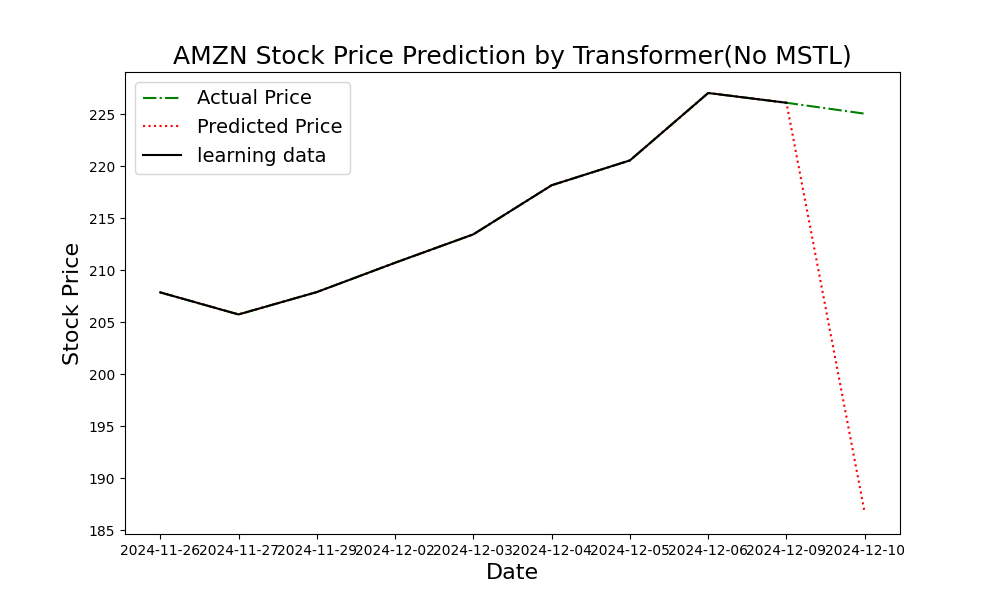 AMZN Stock Price Prediction by Transformer(No MSTL)
Actual Price
Predicted Price
learning data
Stock Price
225
220
215
210
205
200
195
190
185
2024-11-26 2024-11-27 2024-11-29 2024-12-02 2024-12-03 2024-12-04 2024-12-05 2024-12-06 2024-12-09 2024-12-10
Date